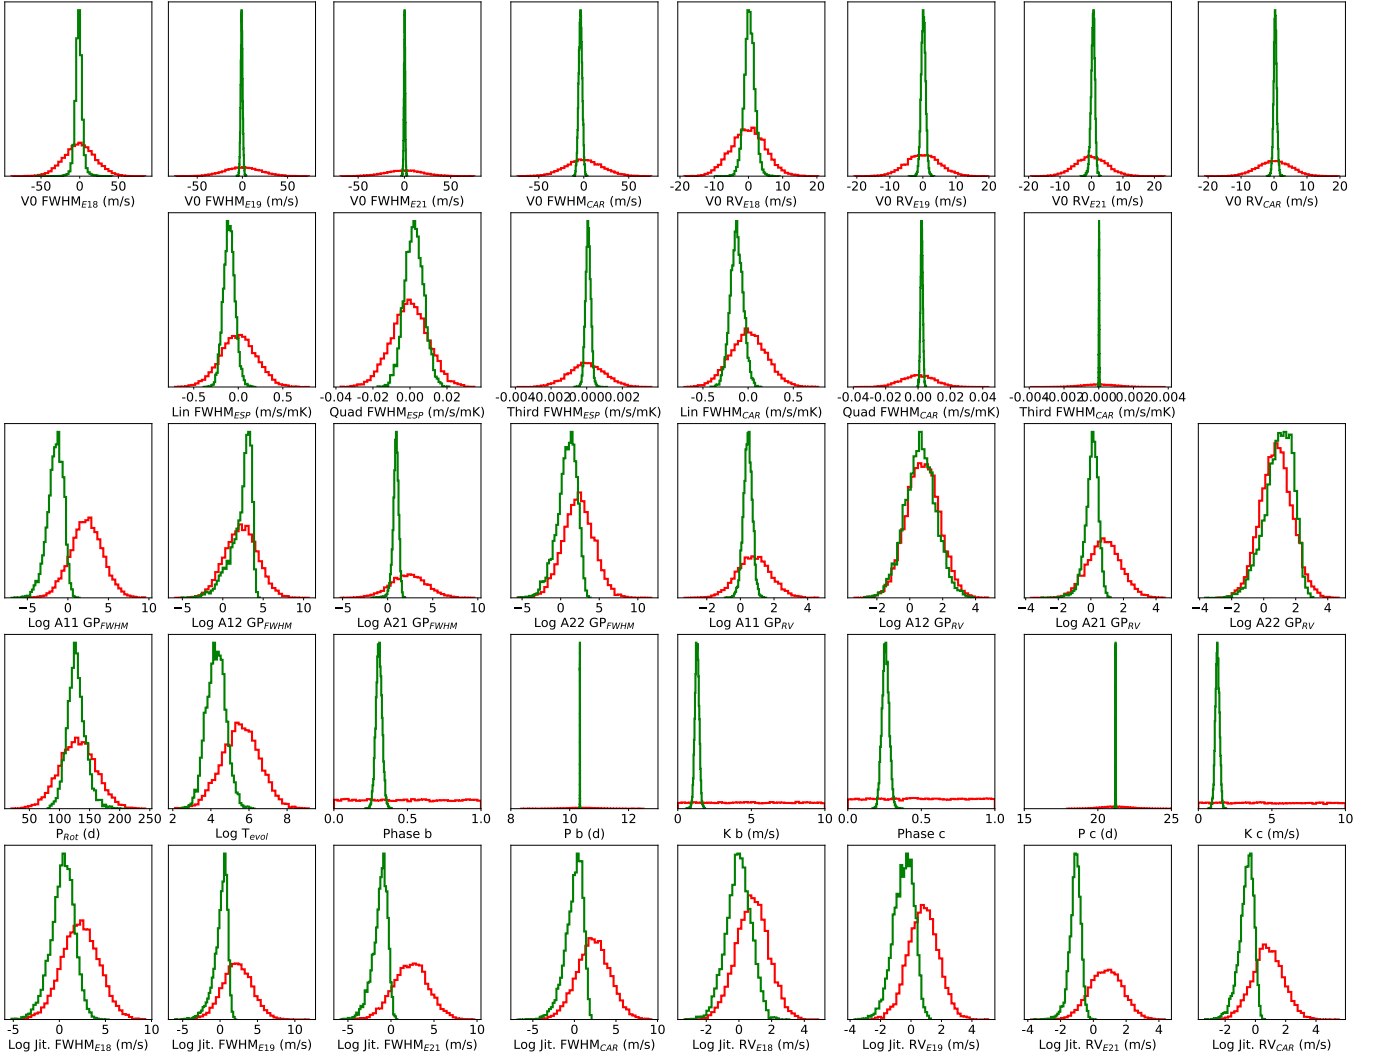 -50 0 50 -50 0 50 -50 0 50 -50 0 50 -20 -10 0 10 20 -20 -10 0 10 20 -20 -10 0 10 20 -20 -10 0 10 20
V0 FWHM_E18 (m/s) V0 FWHM_E19 (m/s) V0 FWHM_E21 (m/s) V0 FWHM_CAR (m/s) V0 RV_E18 (m/s) V0 RV_E19 (m/s) V0 RV_E21 (m/s) V0 RV_CAR (m/s)
-0.5 0.0 0.5 -0.04 -0.02 0.00 0.02 -0.004 -0.002 0.000 0.002 -0.5 0.0 0.5 -0.04 -0.02 0.00 0.02 0.04 -0.004 -0.002 0.000 0.002 0.004
Lin FWHM_ESP (m/s/mK) Quad FWHM_ESP (m/s/mK) Third FWHM_ESP (m/s/mK) Lin FWHM_CAR (m/s/mK) Quad FWHM_CAR (m/s/mK) Third FWHM_CAR (m/s/mK)
−5 0 5 10 −5 0 5 10 −5 0 5 10 −5 0 5 10 −2 0 2 4 −2 0 2 4 −4 −2 0 2 4 −4 −2 0 2 4
Log A11 GP_FWHM Log A12 GP_FWHM Log A21 GP_FWHM Log A22 GP_FWHM Log A11 GP_RV Log A12 GP_RV Log A21 GP_RV Log A22 GP_RV
50 100 150 200 250 2 4 6 8 0.0 0.5 1.0 8 10 12 0 5 10 0.0 0.5 1.0 15 20 25 0 5 10
P_Rot (d) Log T_evol Phase b P b (d) K b (m/s) Phase c P c (d) K c (m/s)
−5 0 5 10 −5 0 5 10 −5 0 5 10 −5 0 5 10 −2 0 2 4 −4 −2 0 2 4 −4 −2 0 2 4 −2 0 2 4
Log Jit. FWHM_E18 (m/s) Log Jit. FWHM_E19 (m/s) Log Jit. FWHM_E21 (m/s) Log Jit. FWHM_CAR (m/s) Log Jit. RV_E18 (m/s) Log Jit. RV_E19 (m/s) Log Jit. RV_E21 (m/s) Log Jit. RV_CAR (m/s)